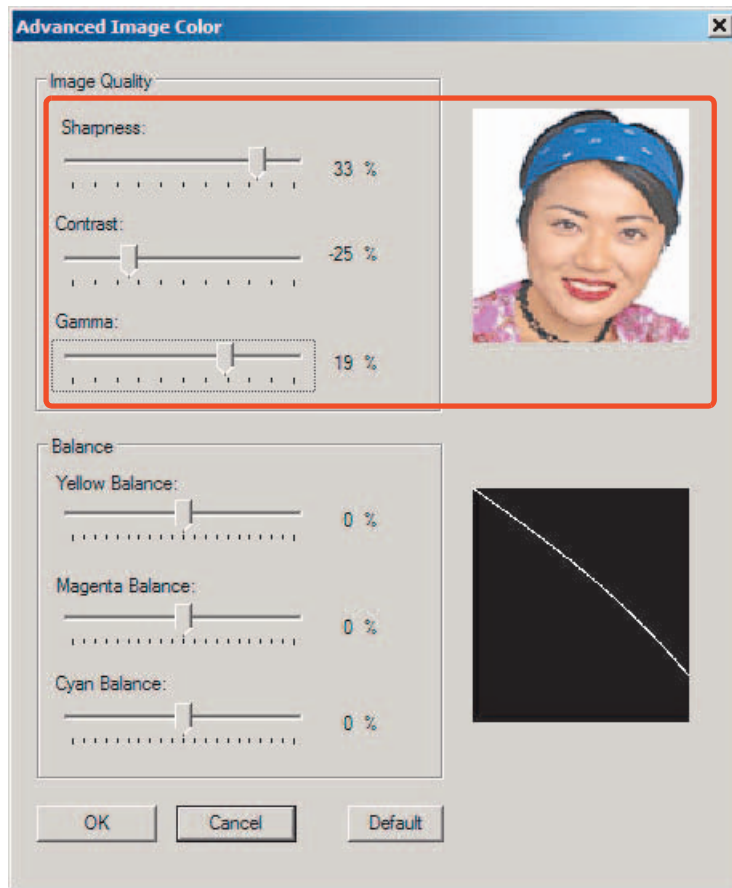 Advanced Image Color
Image Quality
Sharpness:
33 %
Contrast:
-25 %
Gamma:
19 %
Balance
Yellow Balance:
0 %
Magenta Balance:
0 %
Cyan Balance:
0 %
OK
Cancel
Default